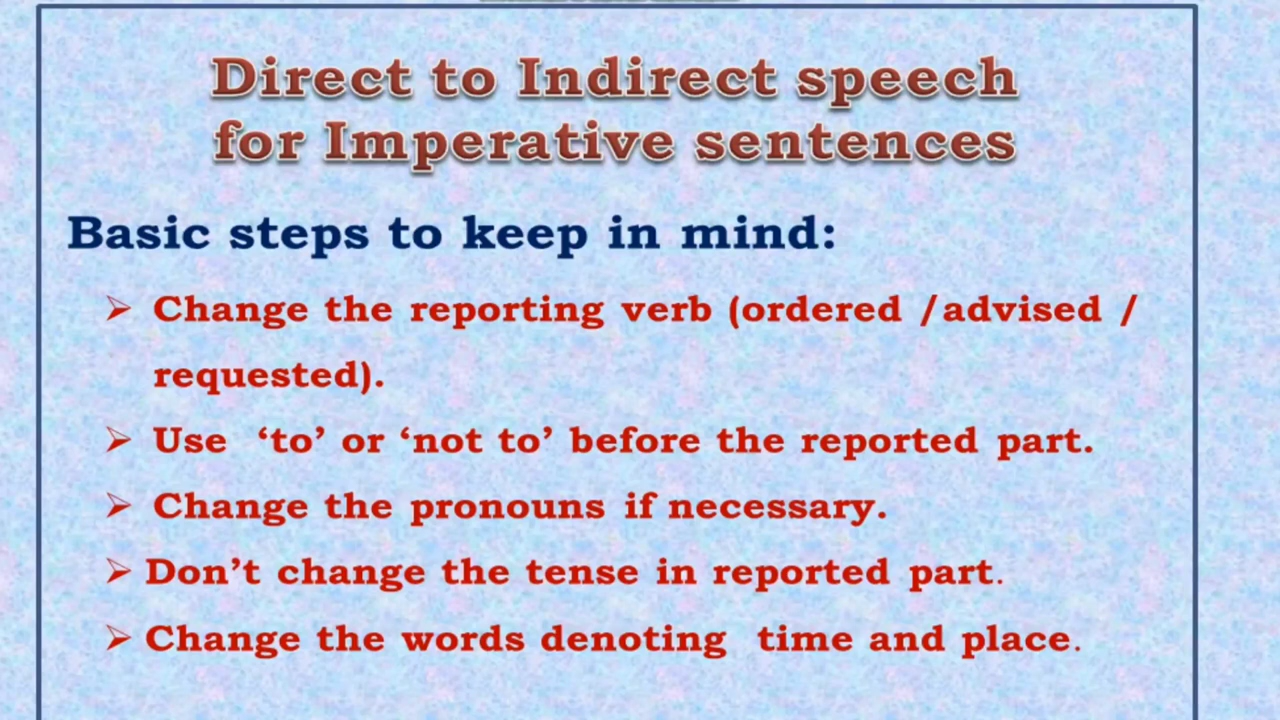 Direct to Indirect speech
for Imperative sentences
Basic steps to keep in mind:
➢ Change the reporting verb (ordered /advised /
requested).
➢ Use ‘to’ or ‘not to’ before the reported part.
➢ Change the pronouns if necessary.
➢ Don’t change the tense in reported part.
➢ Change the words denoting time and place.